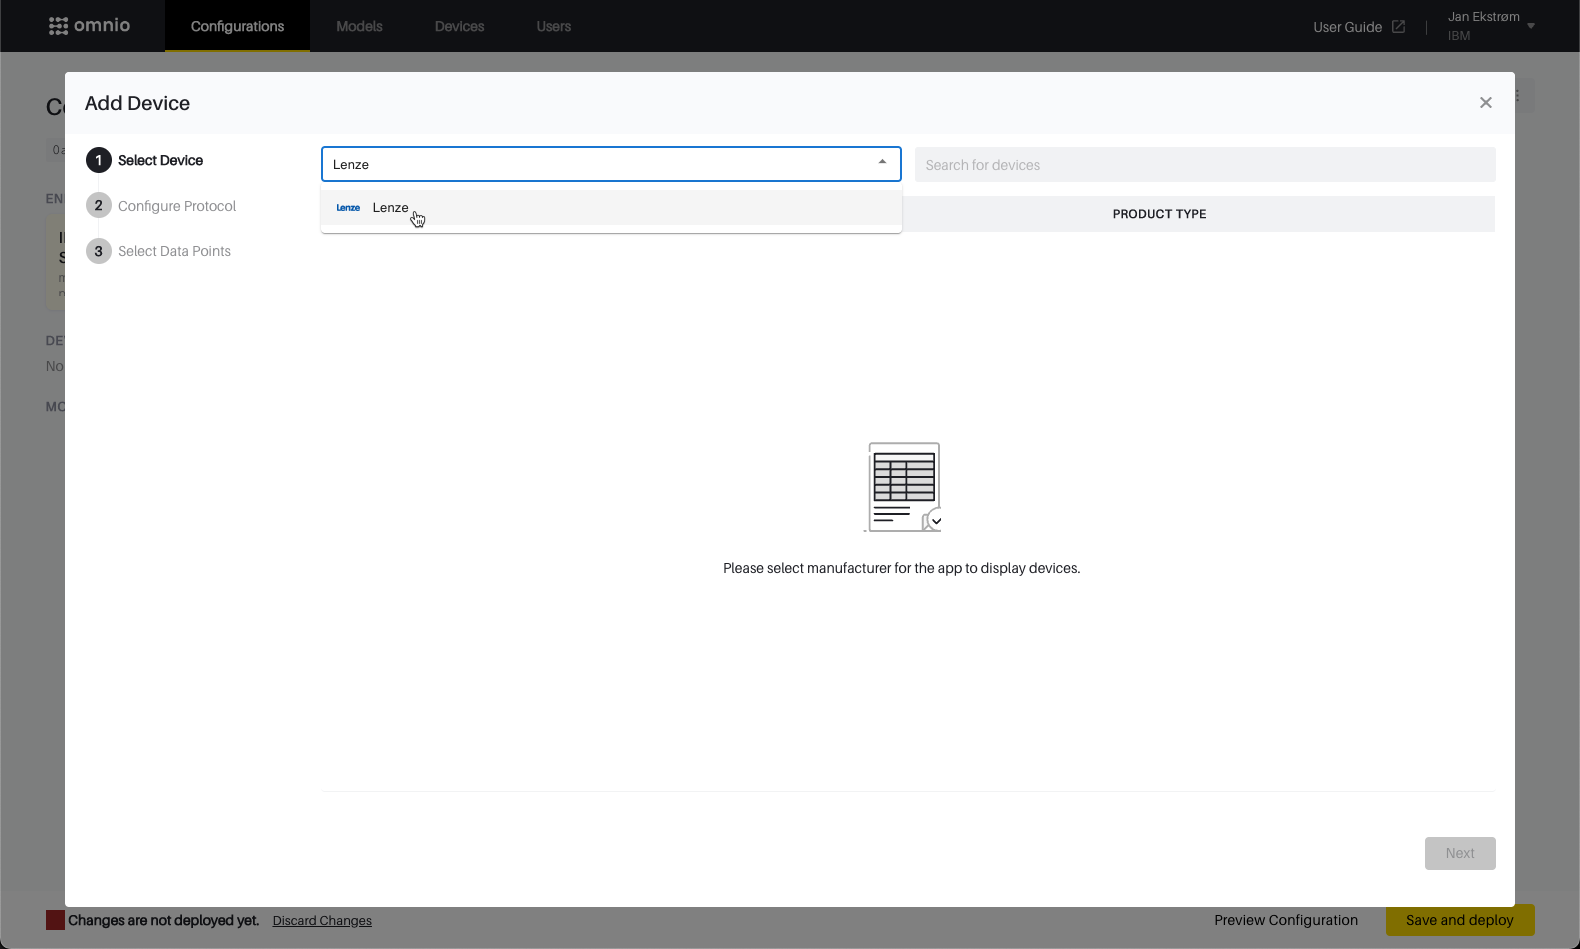 omnio
Configurations
Models
Devices
Users
User Guide
Jan Ekstrøm
IBM
Add Device
1 Select Device
2 Configure Protocol
3 Select Data Points
Lenze
Search for devices
Lenze Lenze
PRODUCT TYPE
Please select manufacturer for the app to display devices.
Next
Changes are not deployed yet.
Discard Changes
Preview Configuration
Save and deploy